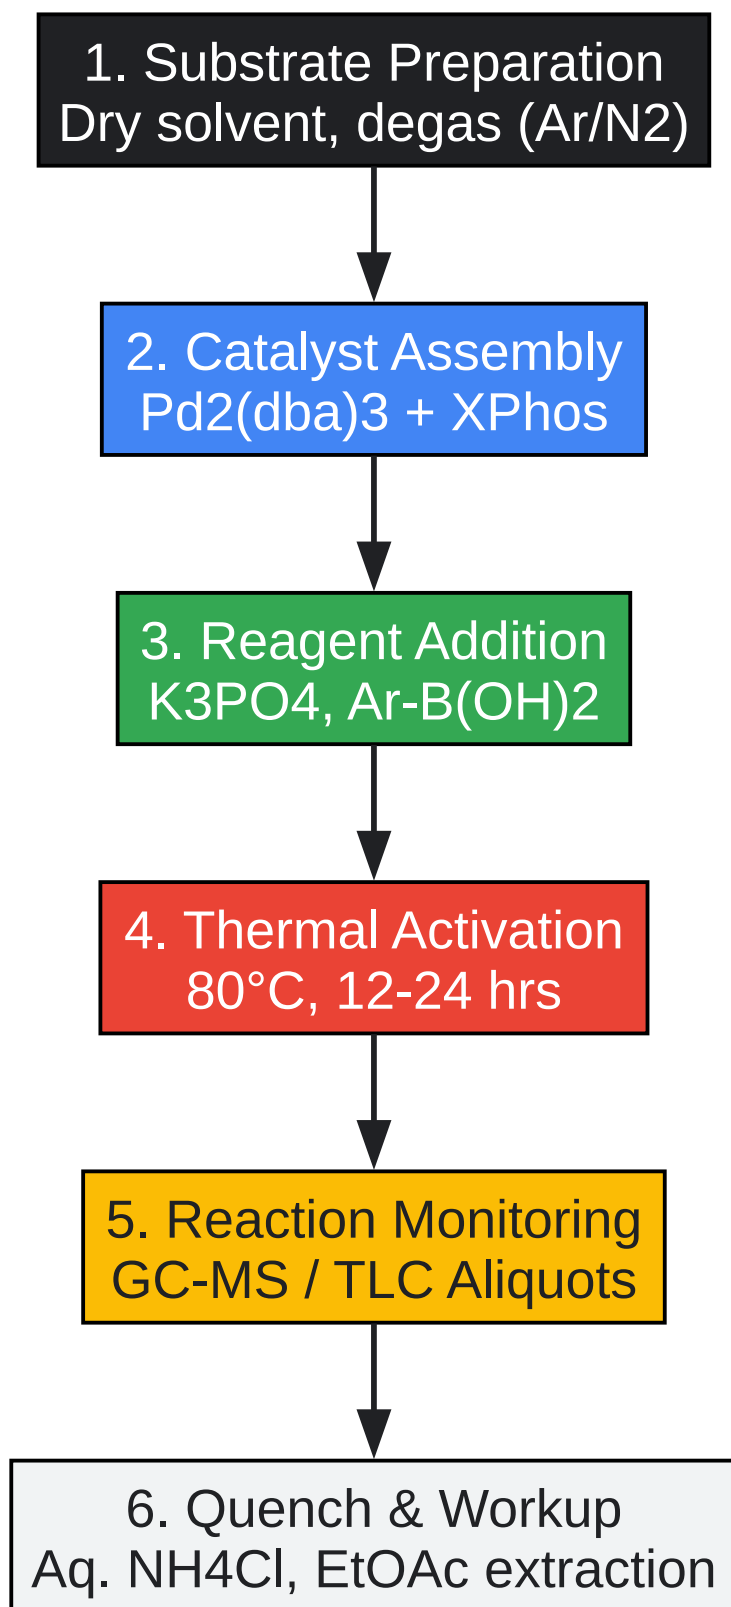 1. Substrate Preparation
Dry solvent, degas (Ar/N2)
2. Catalyst Assembly
Pd2(dba)3 + XPhos
3. Reagent Addition
K3PO4, Ar-B(OH)2
4. Thermal Activation
80°C, 12-24 hrs
5. Reaction Monitoring
GC-MS / TLC Aliquots
6. Quench & Workup
Aq. NH4Cl, EtOAc extraction